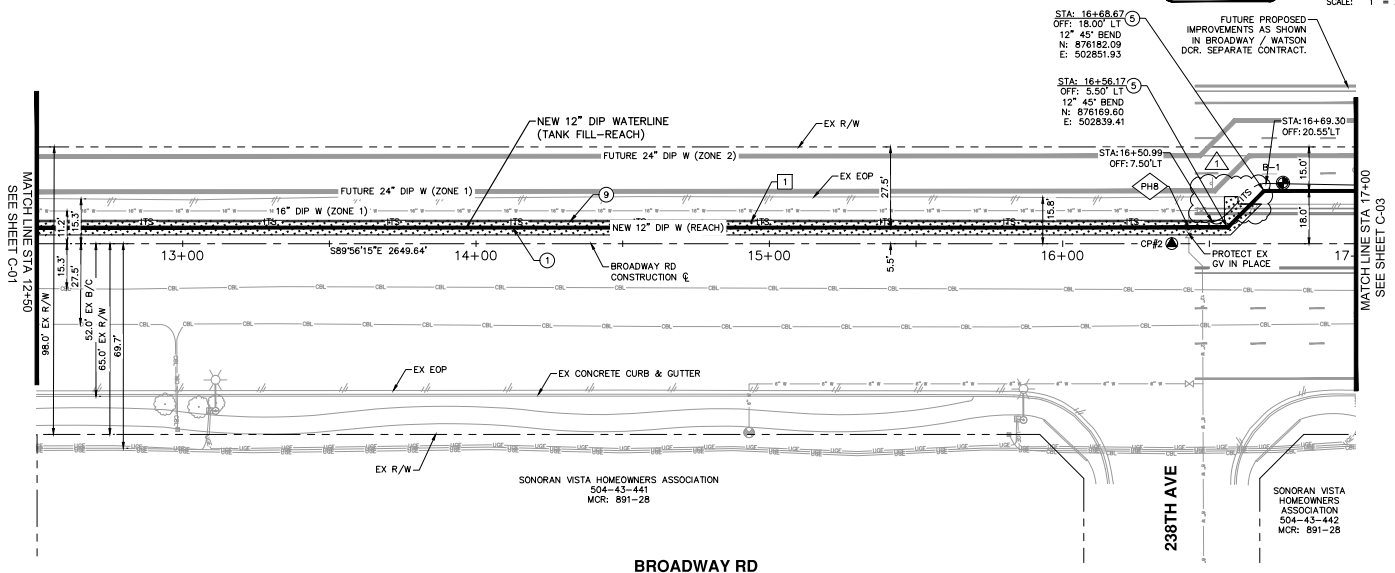 SCALE: 1 =
STA: 16+68.67
OFF: 18.00' LT
12" 45° BEND
N: 876182.09
E: 502851.93
5
FUTURE PROPOSED
IMPROVEMENTS AS SHOWN
IN BROADWAY / WATSON
DCR. SEPARATE CONTRACT.
STA: 16+56.17
OFF: 5.50' LT
12" 45° BEND
N: 876169.60
E: 502839.41
5
NEW 12" DIP WATERLINE
(TANK FILL-REACH)
EX R/W
STA:16+69.30
OFF: 20.55'LT
STA:16+50.99
OFF: 7.50'LT
1
B-1
15.0'
FUTURE 24" DIP W (ZONE 2)
27.5'
EX EOP
PH8
1
9
FUTURE 24" DIP W (ZONE 1)
16" DIP W (ZONE 1)
15.8'
18.0'
11.2'
15.3'
NEW 12" DIP W (REACH)
LTS
MATCH LINE STA 12+50
SEE SHEET C-01
MATCH LINE STA 17+00
SEE SHEET C-03
CP#2
PROTECT EX
GV IN PLACE
S89°56'15"E 2649.64'
13+00
14+00
15+00
16+00
17-
1
5.5'
BROADWAY RD
CONSTRUCTION ℄
15.3'
27.5'
52.0' EX B/C
65.0' EX R/W
98.0' EX R/W
69.7'
CBL
CBL
EX EOP
EX CONCRETE CURB & GUTTER
6" W
EX R/W
UGE
SONORAN VISTA HOMEOWNERS ASSOCIATION
504-43-441
MCR: 891-28
238TH AVE
SONORAN VISTA
HOMEOWNERS
ASSOCIATION
504-43-442
MCR: 891-28
BROADWAY RD